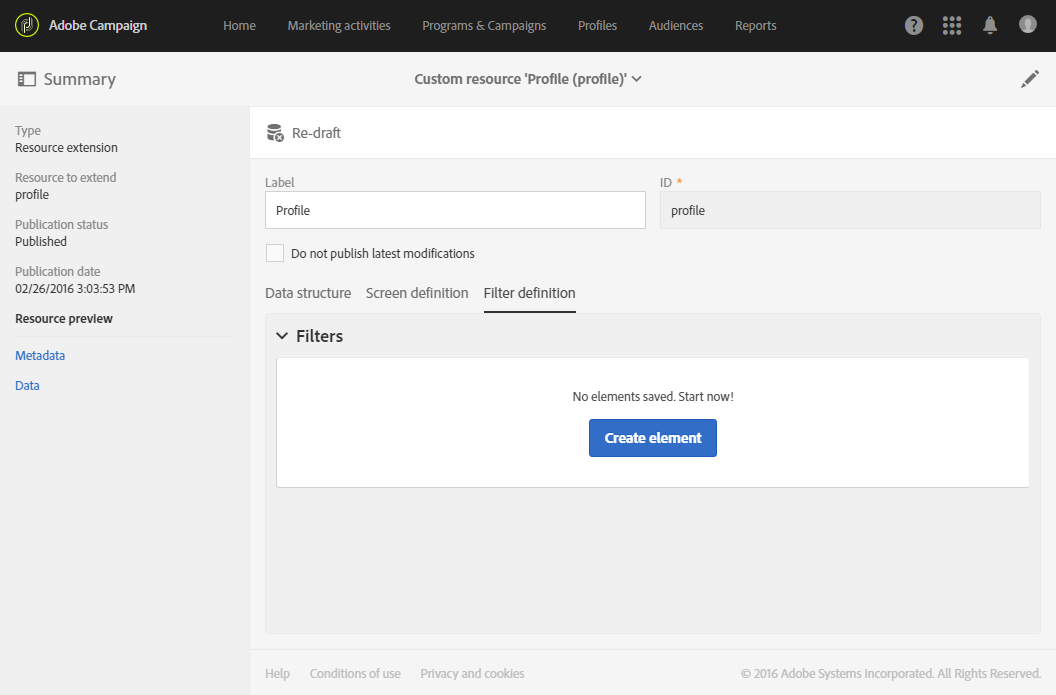 Adobe Campaign
Home Marketing activities Programs & Campaigns Profiles Audiences Reports
?
Summary
Custom resource 'Profile (profile)'
Type
Resource extension
Resource to extend
profile
Publication status
Published
Publication date
02/26/2016 3:03:53 PM
Resource preview
Metadata
Data
Re-draft
Label
Profile
ID *
profile
Do not publish latest modifications
Data structure Screen definition Filter definition
Filters
No elements saved. Start now!
Create element
Help Conditions of use Privacy and cookies © 2016 Adobe Systems Incorporated. All Rights Reserved.